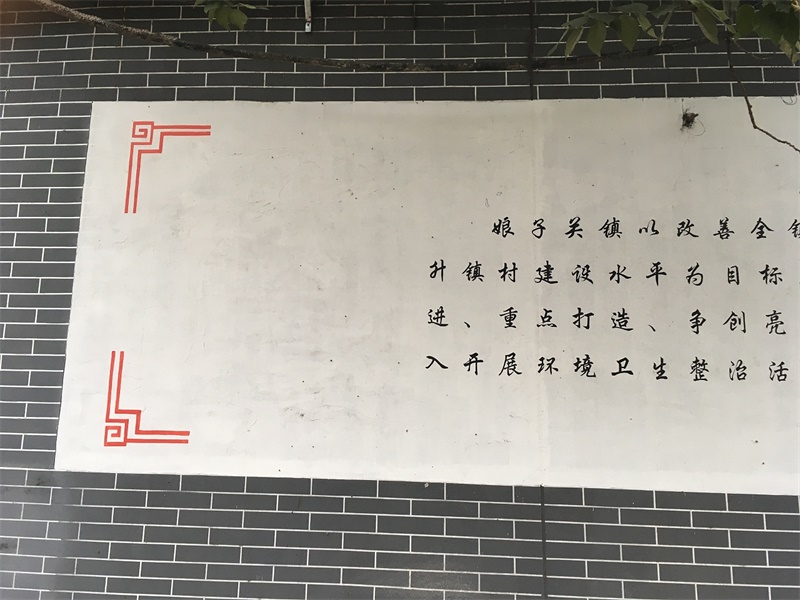 娘子关镇以改善全镇
升镇村建设水平为目标
进、重点打造、争创亮
入开展环境卫生整治活